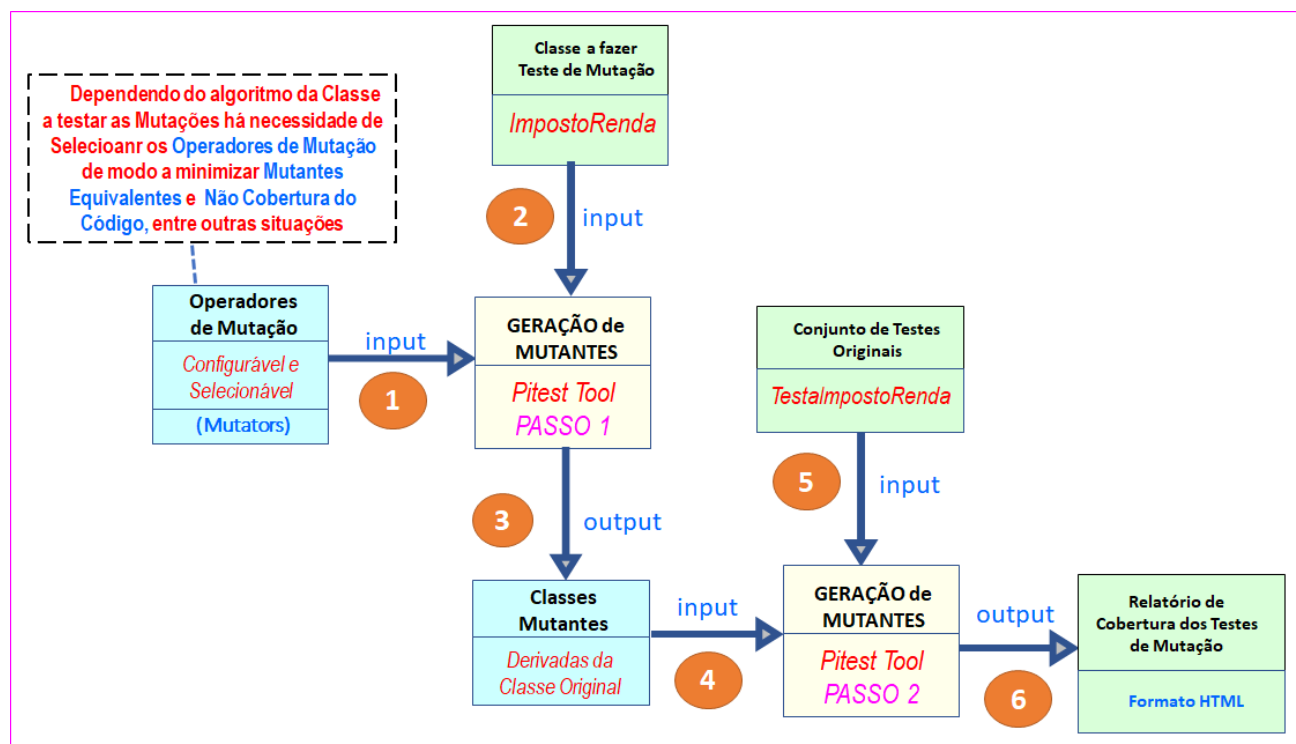 Classe a fazer
Teste de Mutação
ImpostoRenda
Dependendo do algoritmo da Classe
a testar as Mutações há necessidade de
Selecioanr os Operadores de Mutação
de modo a minimizar Mutantes
Equivalentes e Não Cobertura do
Código, entre outras situações
2
input
Operadores
de Mutação
Configurável e
Selecionável
(Mutators)
input
1
GERAÇÃO de
MUTANTES
Pitest Tool
PASSO 1
Conjunto de Testes
Originais
TestaImpostoRenda
3
output
5
input
Classes
Mutantes
Derivadas da
Classe Original
input
4
GERAÇÃO de
MUTANTES
Pitest Tool
PASSO 2
output
6
Relatório de
Cobertura dos Testes
de Mutação
Formato HTML